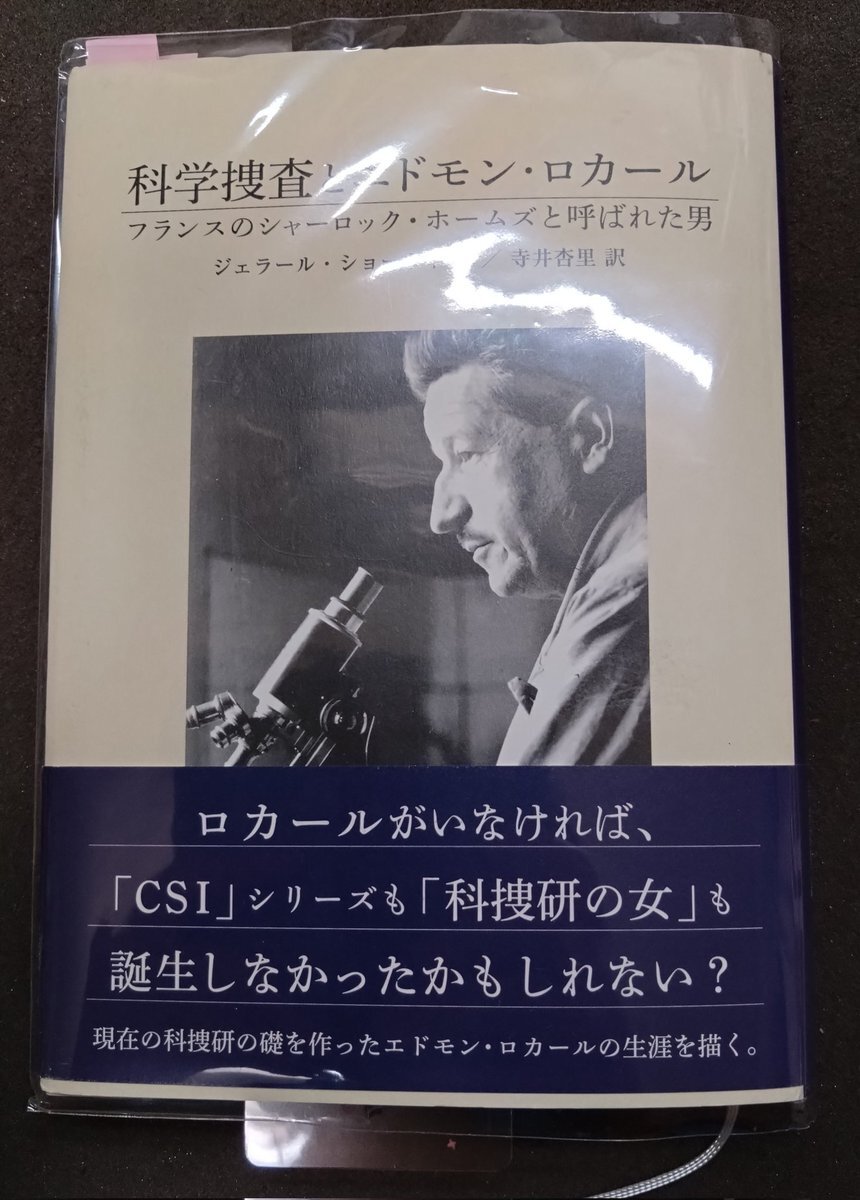 科学捜査とエドモン・ロカール
フランスのシャーロック・ホームズと呼ばれた男
ジェラール・ショー／寺井杏里 訳
ロカールがいなければ、
「CSI」シリーズも「科捜研の女」も
誕生しなかったかもしれない?
現在の科捜研の礎を作ったエドモン・ロカールの生涯を描く。